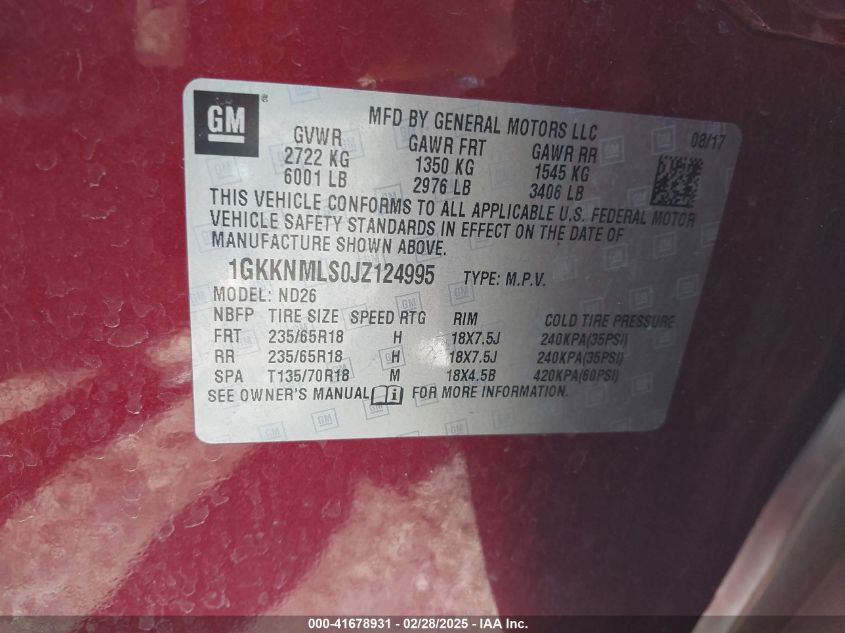 GM ®
MFD BY GENERAL MOTORS LLC
08/17
GVWR GAWR FRT GAWR RR
2722 KG 1350 KG 1545 KG
6001 LB 2976 LB 3406 LB
THIS VEHICLE CONFORMS TO ALL APPLICABLE U.S. FEDERAL MOTOR
VEHICLE SAFETY STANDARDS IN EFFECT ON THE DATE OF
MANUFACTURE SHOWN ABOVE.
1GKKNMLS0JZ124995 TYPE: M.P.V.
MODEL: ND26
NBFP TIRE SIZE SPEED RTG RIM COLD TIRE PRESSURE
FRT 235/65R18 H 18X7.5J 240KPA(35PSI)
RR 235/65R18 H 18X7.5J 240KPA(35PSI)
SPA T135/70R18 M 18X4.5B 420KPA(60PSI)
SEE OWNER'S MANUAL i FOR MORE INFORMATION.
000-41678931 - 02/28/2025 - IAA Inc.